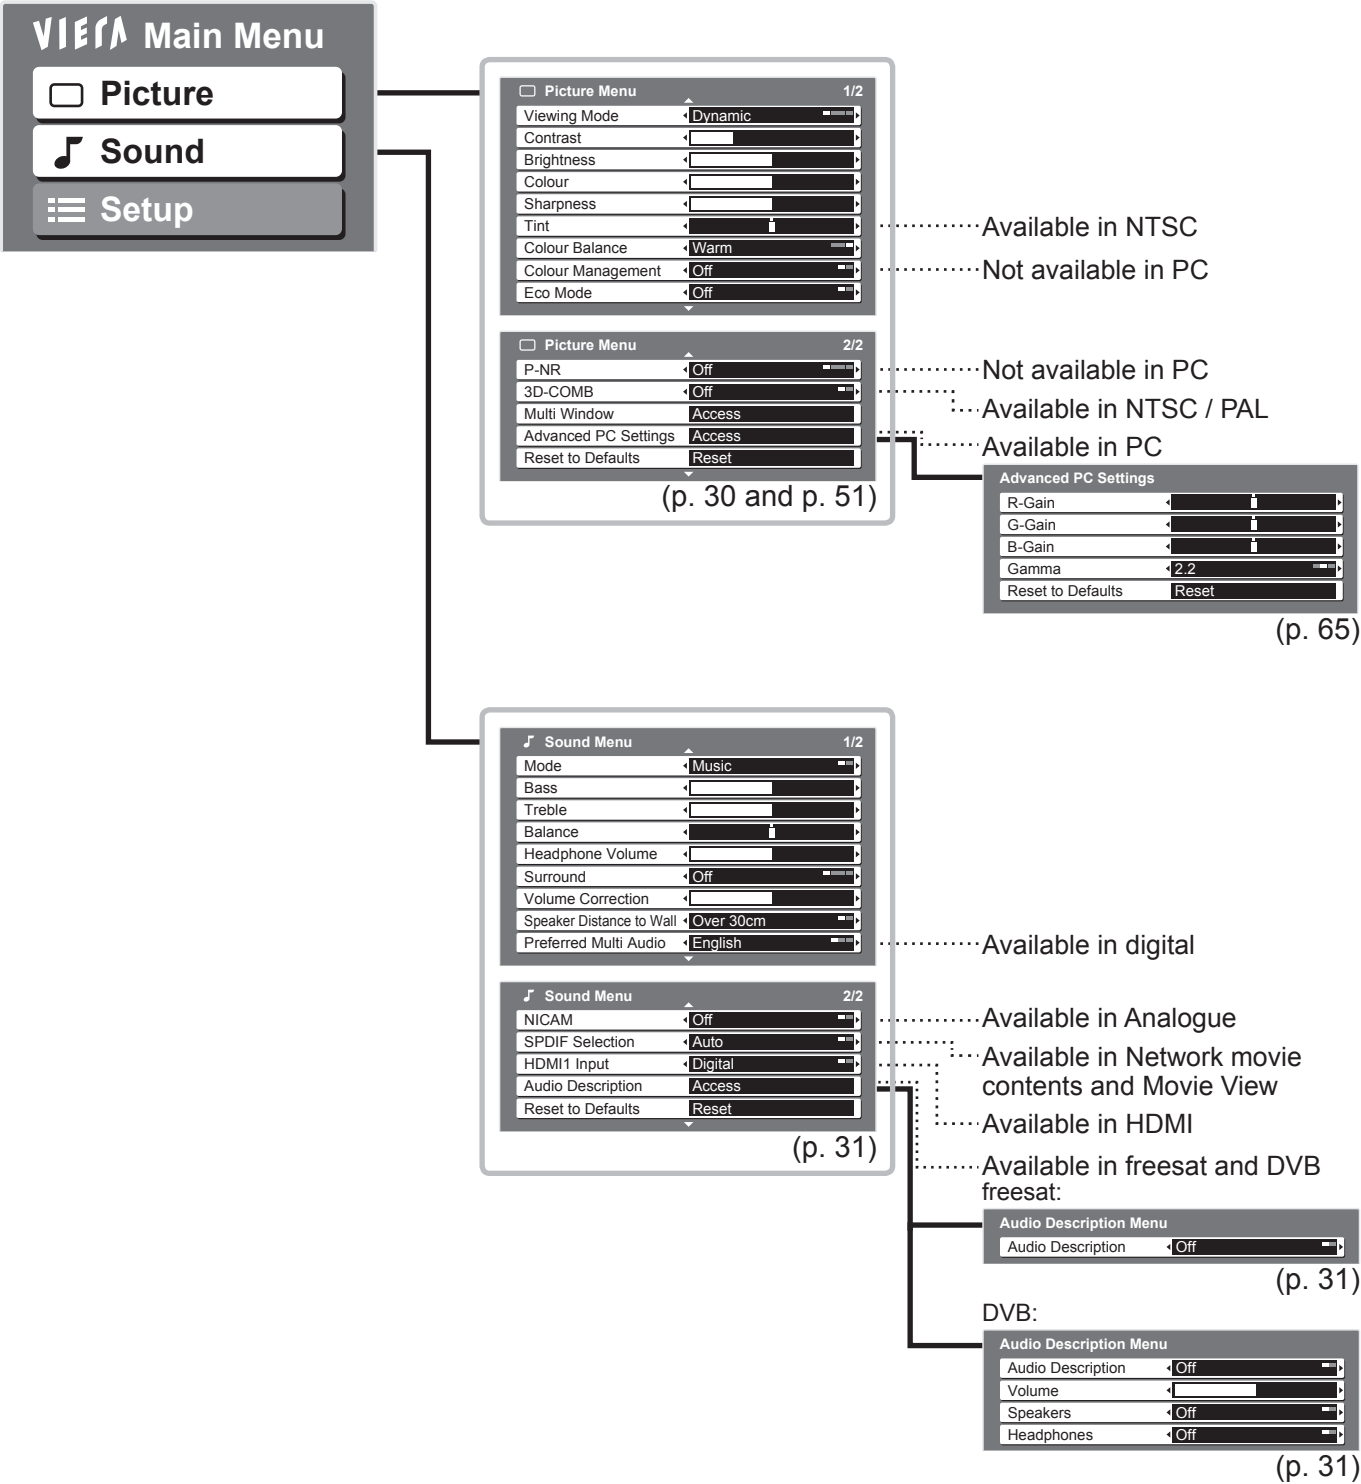 VIErA Main Menu
Picture
Sound
Setup
Picture Menu 1/2
Viewing Mode Dynamic
Contrast
Brightness
Colour
Sharpness
Tint
Colour Balance Warm
Colour Management Off
Eco Mode Off
Available in NTSC
Not available in PC
Picture Menu 2/2
P-NR Off
3D-COMB Off
Multi Window Access
Advanced PC Settings Access
Reset to Defaults Reset
(p. 30 and p. 51)
Not available in PC
Available in NTSC / PAL
Available in PC
Advanced PC Settings
R-Gain
G-Gain
B-Gain
Gamma 2.2
Reset to Defaults Reset
(p. 65)
Sound Menu 1/2
Mode Music
Bass
Treble
Balance
Headphone Volume
Surround Off
Volume Correction
Speaker Distance to Wall Over 30cm
Preferred Multi Audio English
Available in digital
Sound Menu 2/2
NICAM Off
SPDIF Selection Auto
HDMI1 Input Digital
Audio Description Access
Reset to Defaults Reset
(p. 31)
Available in Analogue
Available in Network movie
contents and Movie View
Available in HDMI
Available in freesat and DVB
freesat:
Audio Description Menu
Audio Description Off
(p. 31)
DVB:
Audio Description Menu
Audio Description Off
Volume
Speakers Off
Headphones Off
(p. 31)